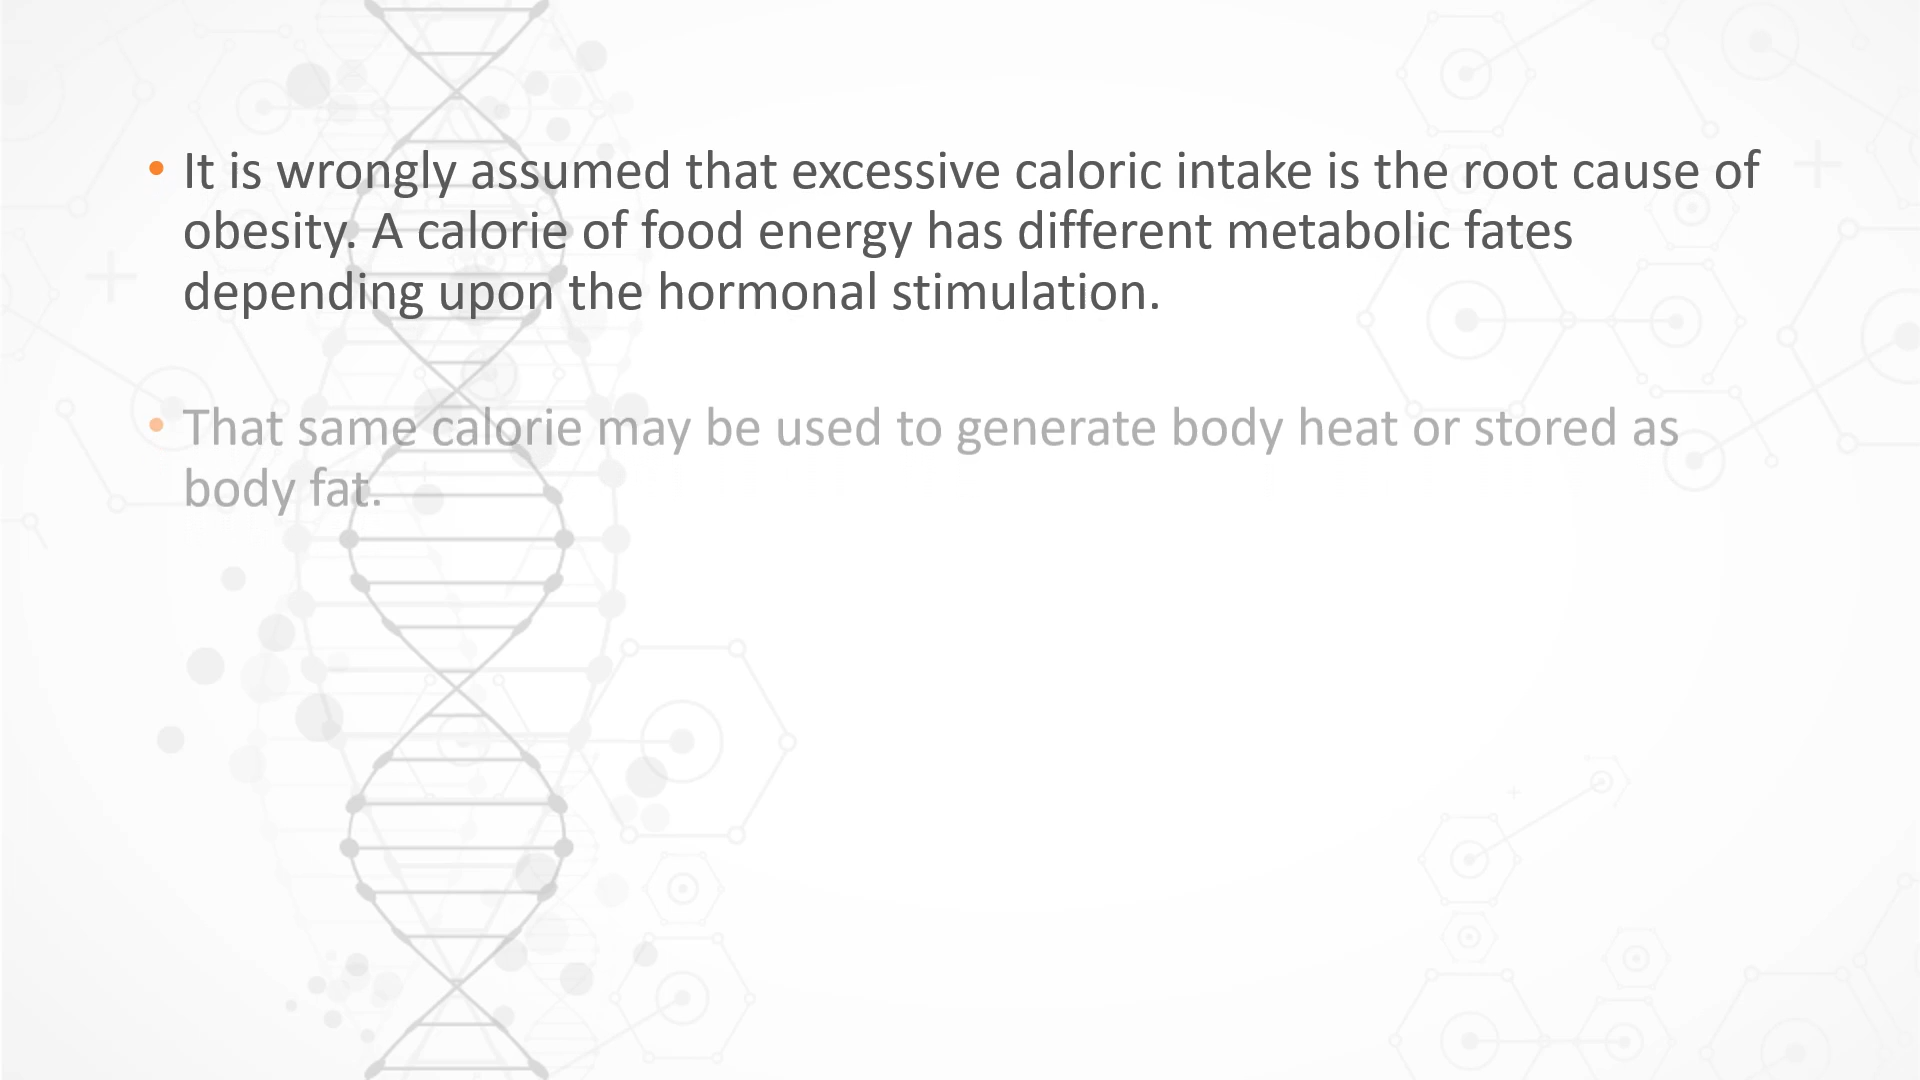 • It is wrongly assumed that excessive caloric intake is the root cause of
obesity. A calorie of food energy has different metabolic fates
depending upon the hormonal stimulation.
• That same calorie may be used to generate body heat or stored as
body fat.